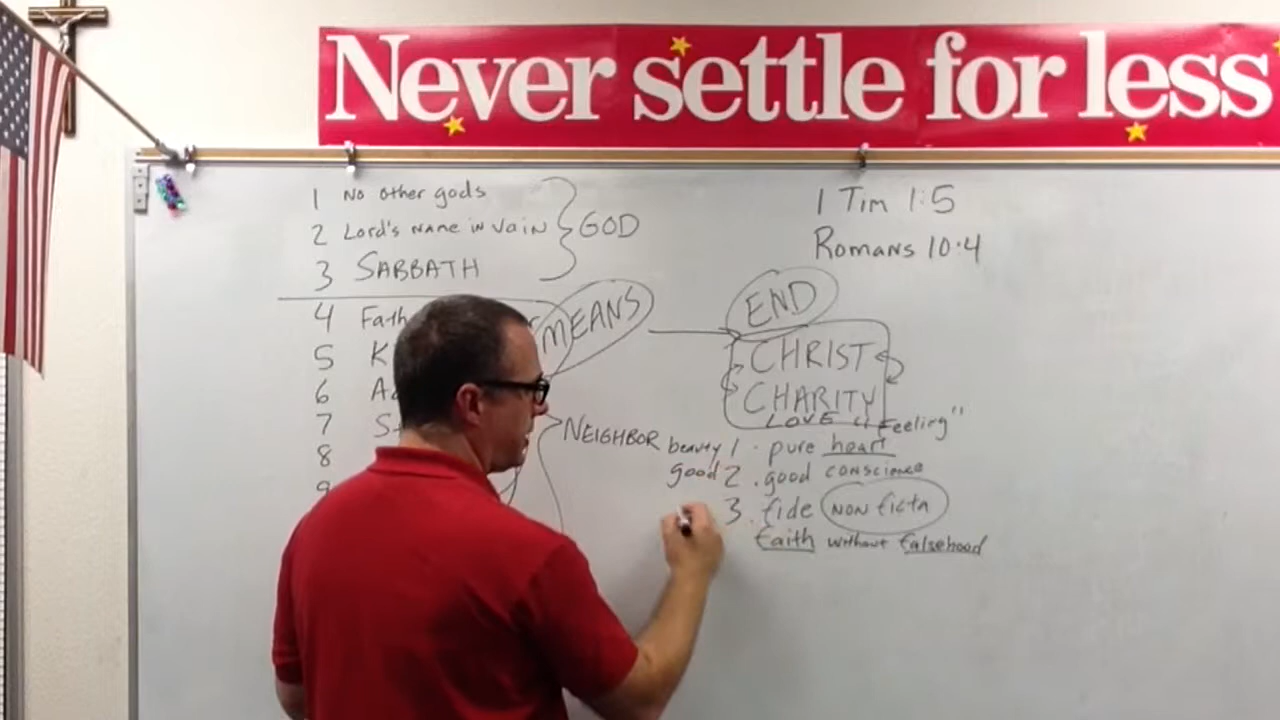 Never settle for less
1 No other gods
2 Lord's name in vain
3 SABBATH
GOD
4 Fath
5 K
6
7 S
8
9
MEANS
NEIGHBOR
1 Tim 1:5
Romans 10:4
END
CHRIST
CHARITY
LOVE "Feeling"
beauty 1. pure heart
good 2. good conscience
3. fide non ficta
faith without falsehood